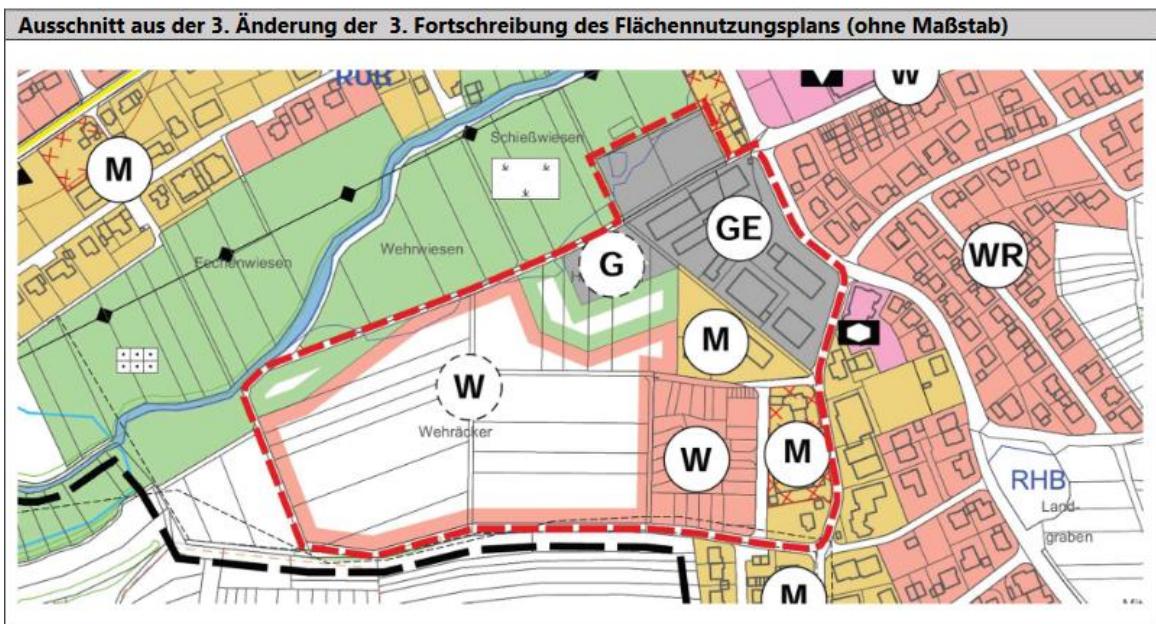 Ausschnitt aus der 3. Änderung der 3. Fortschreibung des Flächennutzungsplans (ohne Maßstab)
RÜB
W
Schießwiesen
M
GE
Wehrwiesen
WR
Eschenwiesen
G
M
W
Wehräcker
W
M
RHB
Land-
graben
M